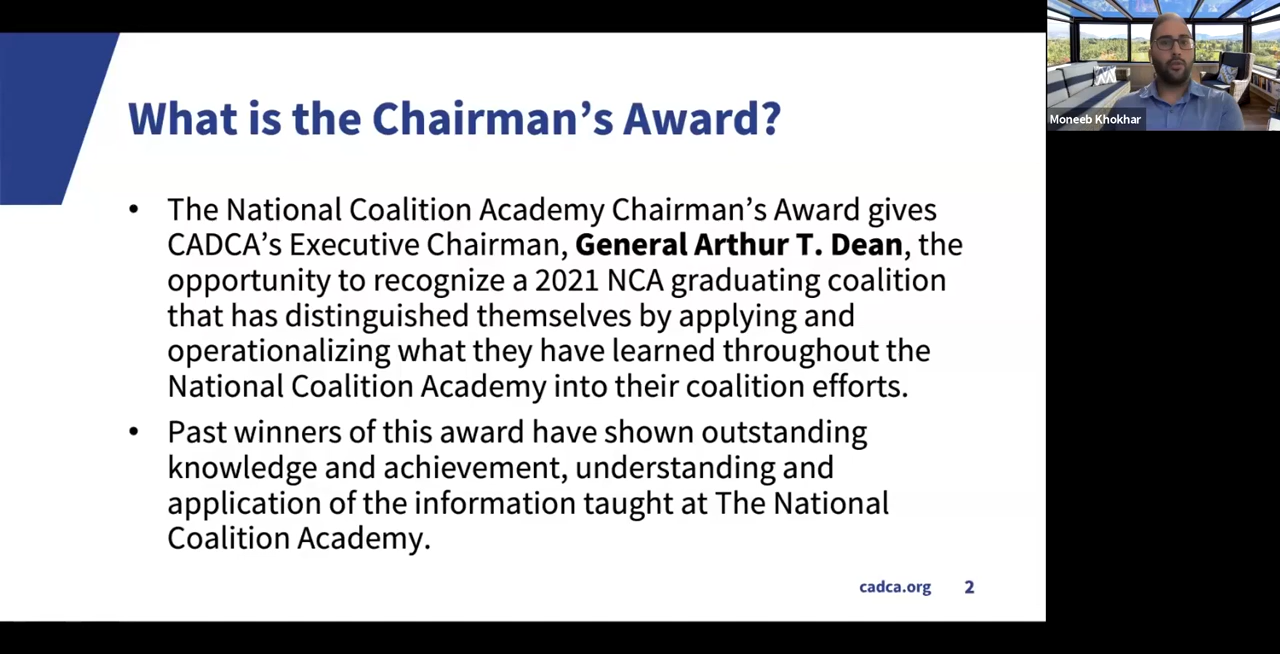 What is the Chairman’s Award?
• The National Coalition Academy Chairman’s Award gives
CADCA’s Executive Chairman, General Arthur T. Dean, the
opportunity to recognize a 2021 NCA graduating coalition
that has distinguished themselves by applying and
operationalizing what they have learned throughout the
National Coalition Academy into their coalition efforts.
• Past winners of this award have shown outstanding
knowledge and achievement, understanding and
application of the information taught at The National
Coalition Academy.
cadca.org 2
Moneeb Khokhar